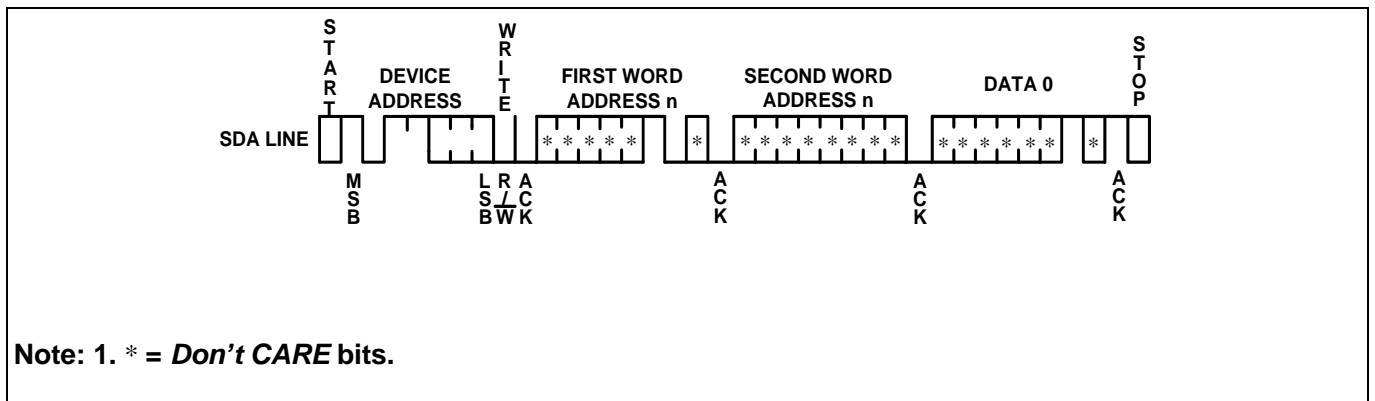 START
WRITE
STOP
DEVICE ADDRESS
FIRST WORD ADDRESS n
SECOND WORD ADDRESS n
DATA 0
SDA LINE
* * * * *
*
* * * * * * * *
* * * * * *
*
MSB
LSB
R/W
ACK
ACK
ACK
ACK
Note: 1. * = Don't CARE bits.